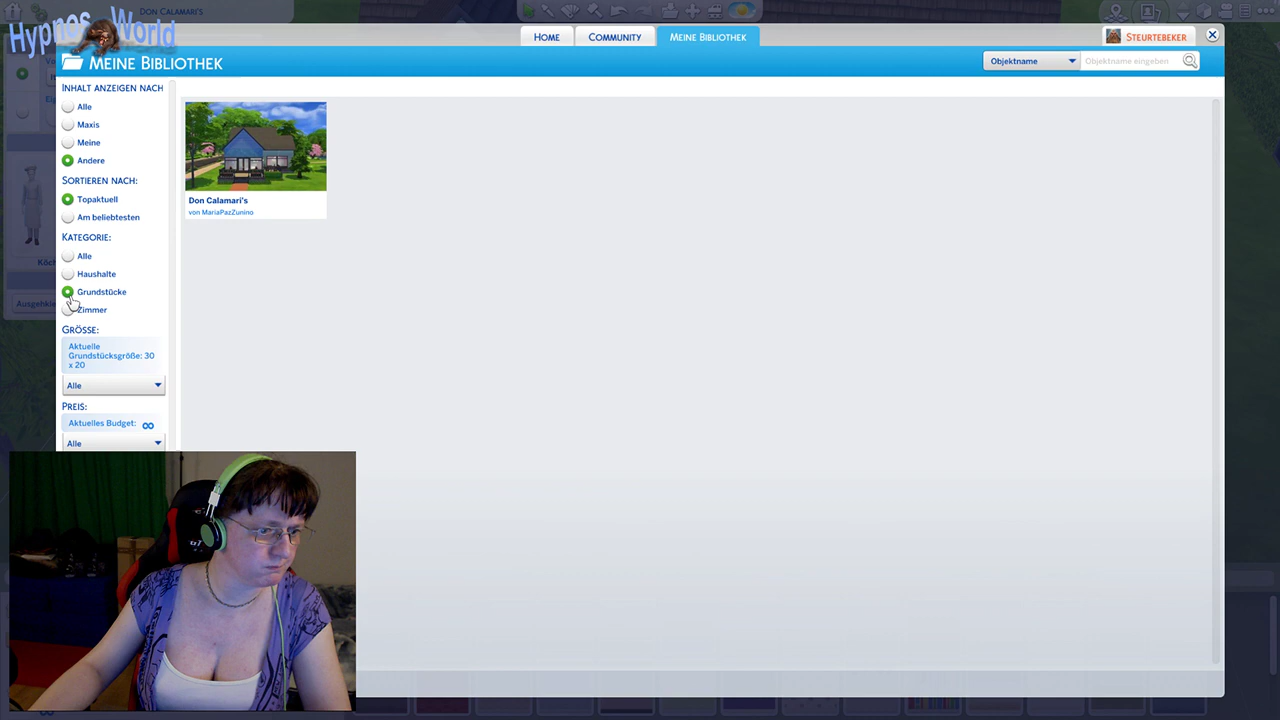 Don Calamari's
Hypnos World
HOME
COMMUNITY
MEINE BIBLIOTHEK
STEURTEBEKER
MEINE BIBLIOTHEK
Objektname
Objektname eingeben
INHALT ANZEIGEN NACH
Alle
Maxis
Meine
Andere
SORTIEREN NACH:
Topaktuell
Am beliebtesten
KATEGORIE:
Alle
Haushalte
Grundstücke
Zimmer
GRÖSSE:
Aktuelle
Grundstücksgröße: 30
x 20
Alle
PREIS:
Aktuelles Budget: ∞
Alle
Don Calamari's
von MariaPazZunino